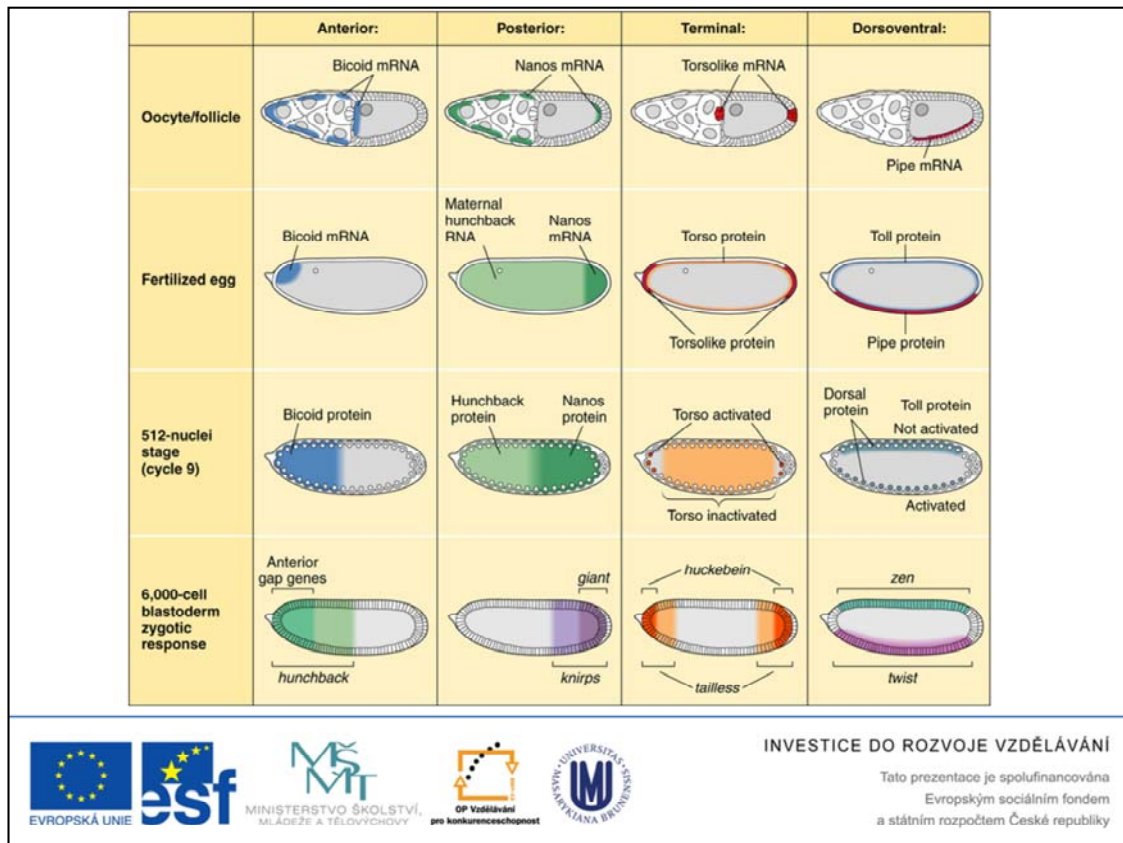 Anterior:
Posterior:
Terminal:
Dorsoventral:
Oocyte/follicle
Bicoid mRNA
Nanos mRNA
Torsolike mRNA
Pipe mRNA
Fertilized egg
Bicoid mRNA
Maternal
hunchback
RNA
Nanos
mRNA
Torso protein
Torsolike protein
Toll protein
Pipe protein
512-nuclei
stage
(cycle 9)
Bicoid protein
Hunchback
protein
Nanos
protein
Torso activated
Torso inactivated
Dorsal
protein
Toll protein
Not activated
Activated
6,000-cell
blastoderm
zygotic
response
Anterior
gap genes
hunchback
giant
knirps
huckebein
tailless
zen
twist
EVROPSKÁ UNIE
esf
MŠMT
MINISTERSTVO ŠKOLSTVÍ,
MLÁDEŽE A TĚLOVÝCHOVY
OP Vzdělávání
pro konkurenceschopnost
UNIVERSITAS
MASARYKIANA BRUNENSIS
INVESTICE DO ROZVOJE VZDĚLÁVÁNÍ
Tato prezentace je spolufinancována
Evropským sociálním fondem
a státním rozpočtem České republiky